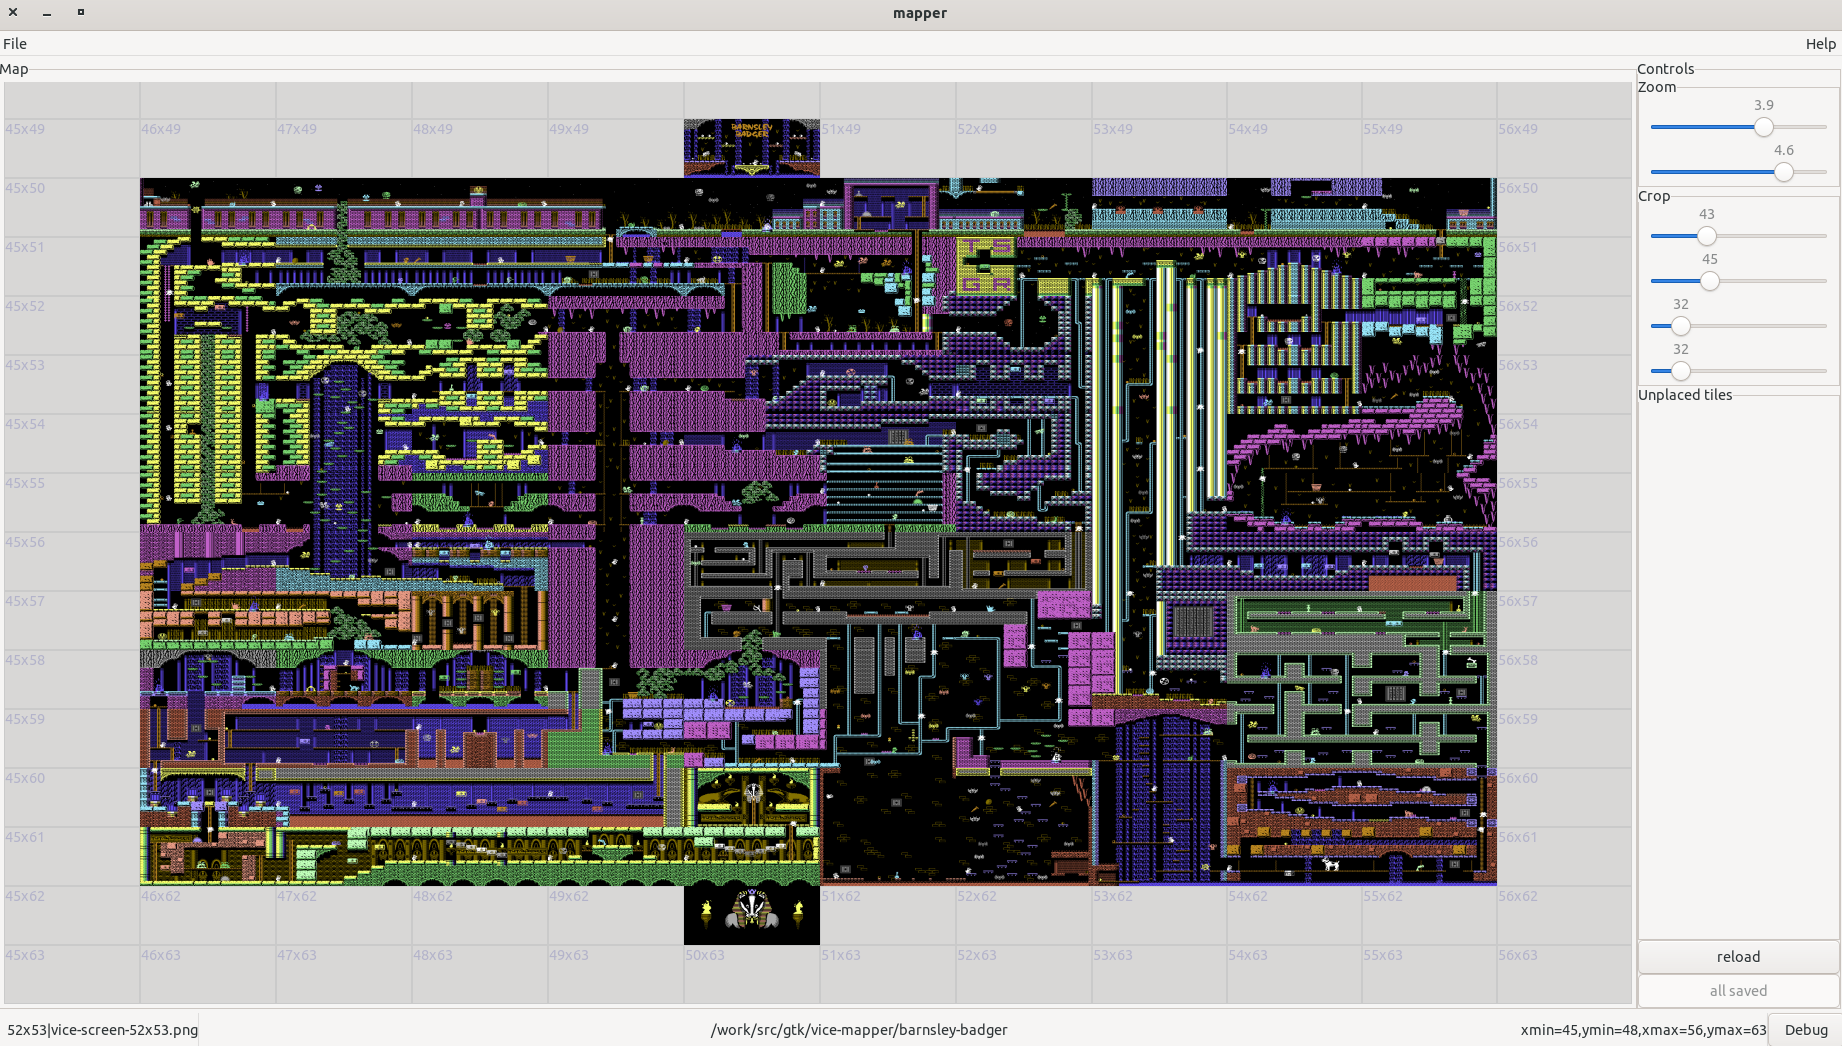 mapper
File
Help
Map
Controls
Zoom
3.9
4.6
Crop
43
45
32
32
Unplaced tiles
45x49
46x49
47x49
48x49
49x49
BARNSLEY
BADGER
51x49
52x49
53x49
54x49
55x49
56x49
45x50
56x50
45x51
TS
GR
56x51
45x52
56x52
45x53
56x53
45x54
56x54
45x55
56x55
45x56
56x56
45x57
56x57
45x58
56x58
45x59
56x59
45x60
56x60
45x61
56x61
45x62
46x62
47x62
48x62
49x62
51x62
52x62
53x62
54x62
55x62
56x62
45x63
46x63
47x63
48x63
49x63
50x63
51x63
52x63
53x63
54x63
55x63
56x63
reload
all saved
52x53|vice-screen-52x53.png
/work/src/gtk/vice-mapper/barnsley-badger
xmin=45,ymin=48,xmax=56,ymax=63
Debug